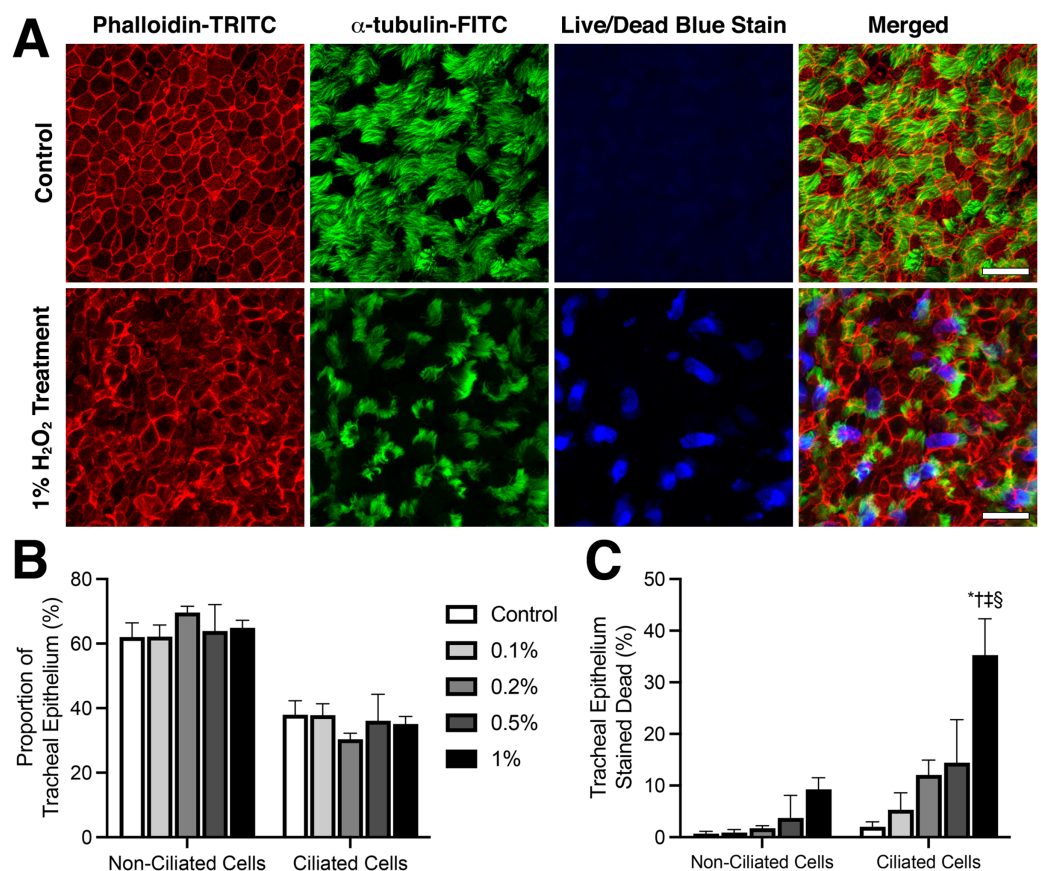 A
Phalloidin-TRITC
α-tubulin-FITC
Live/Dead Blue Stain
Merged
Control
1% H₂O₂ Treatment
B
Proportion of
Tracheal Epithelium (%)
80
60
40
20
0
Non-Ciliated Cells
Ciliated Cells
Control
0.1%
0.2%
0.5%
1%
C
Tracheal Epithelium
Stained Dead (%)
50
40
30
20
10
0
*†‡§
Non-Ciliated Cells
Ciliated Cells